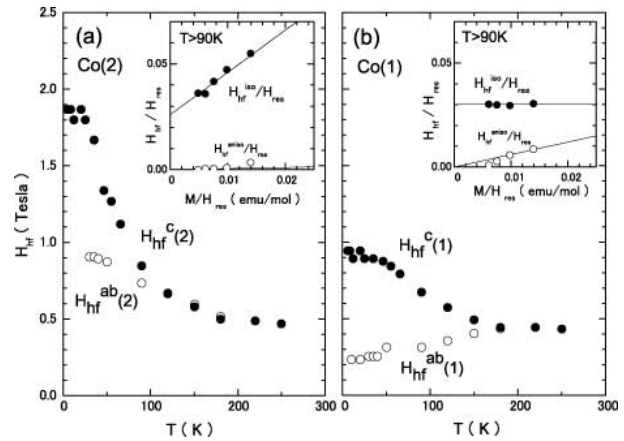 (a)
Co(2)
2.5
2.0
1.5
1.0
0.5
0.0
H_hf (Tesla)
0
100
200
300
T (K)
H_hf^c (2)
H_hf^ab (2)
T>90K
0.05
0.00
H_hf / H_res
0
0.01
0.02
M/H_res (emu/mol)
H_hf^iso/H_res
H_hf^aniso/H_res
(b)
Co(1)
0
100
200
300
T (K)
H_hf^c (1)
H_hf^ab (1)
T>90K
0.05
0.00
H_hf / H_res
0
0.01
0.02
M/H_res (emu/mol)
H_hf^iso/H_res
H_hf^aniso/H_res